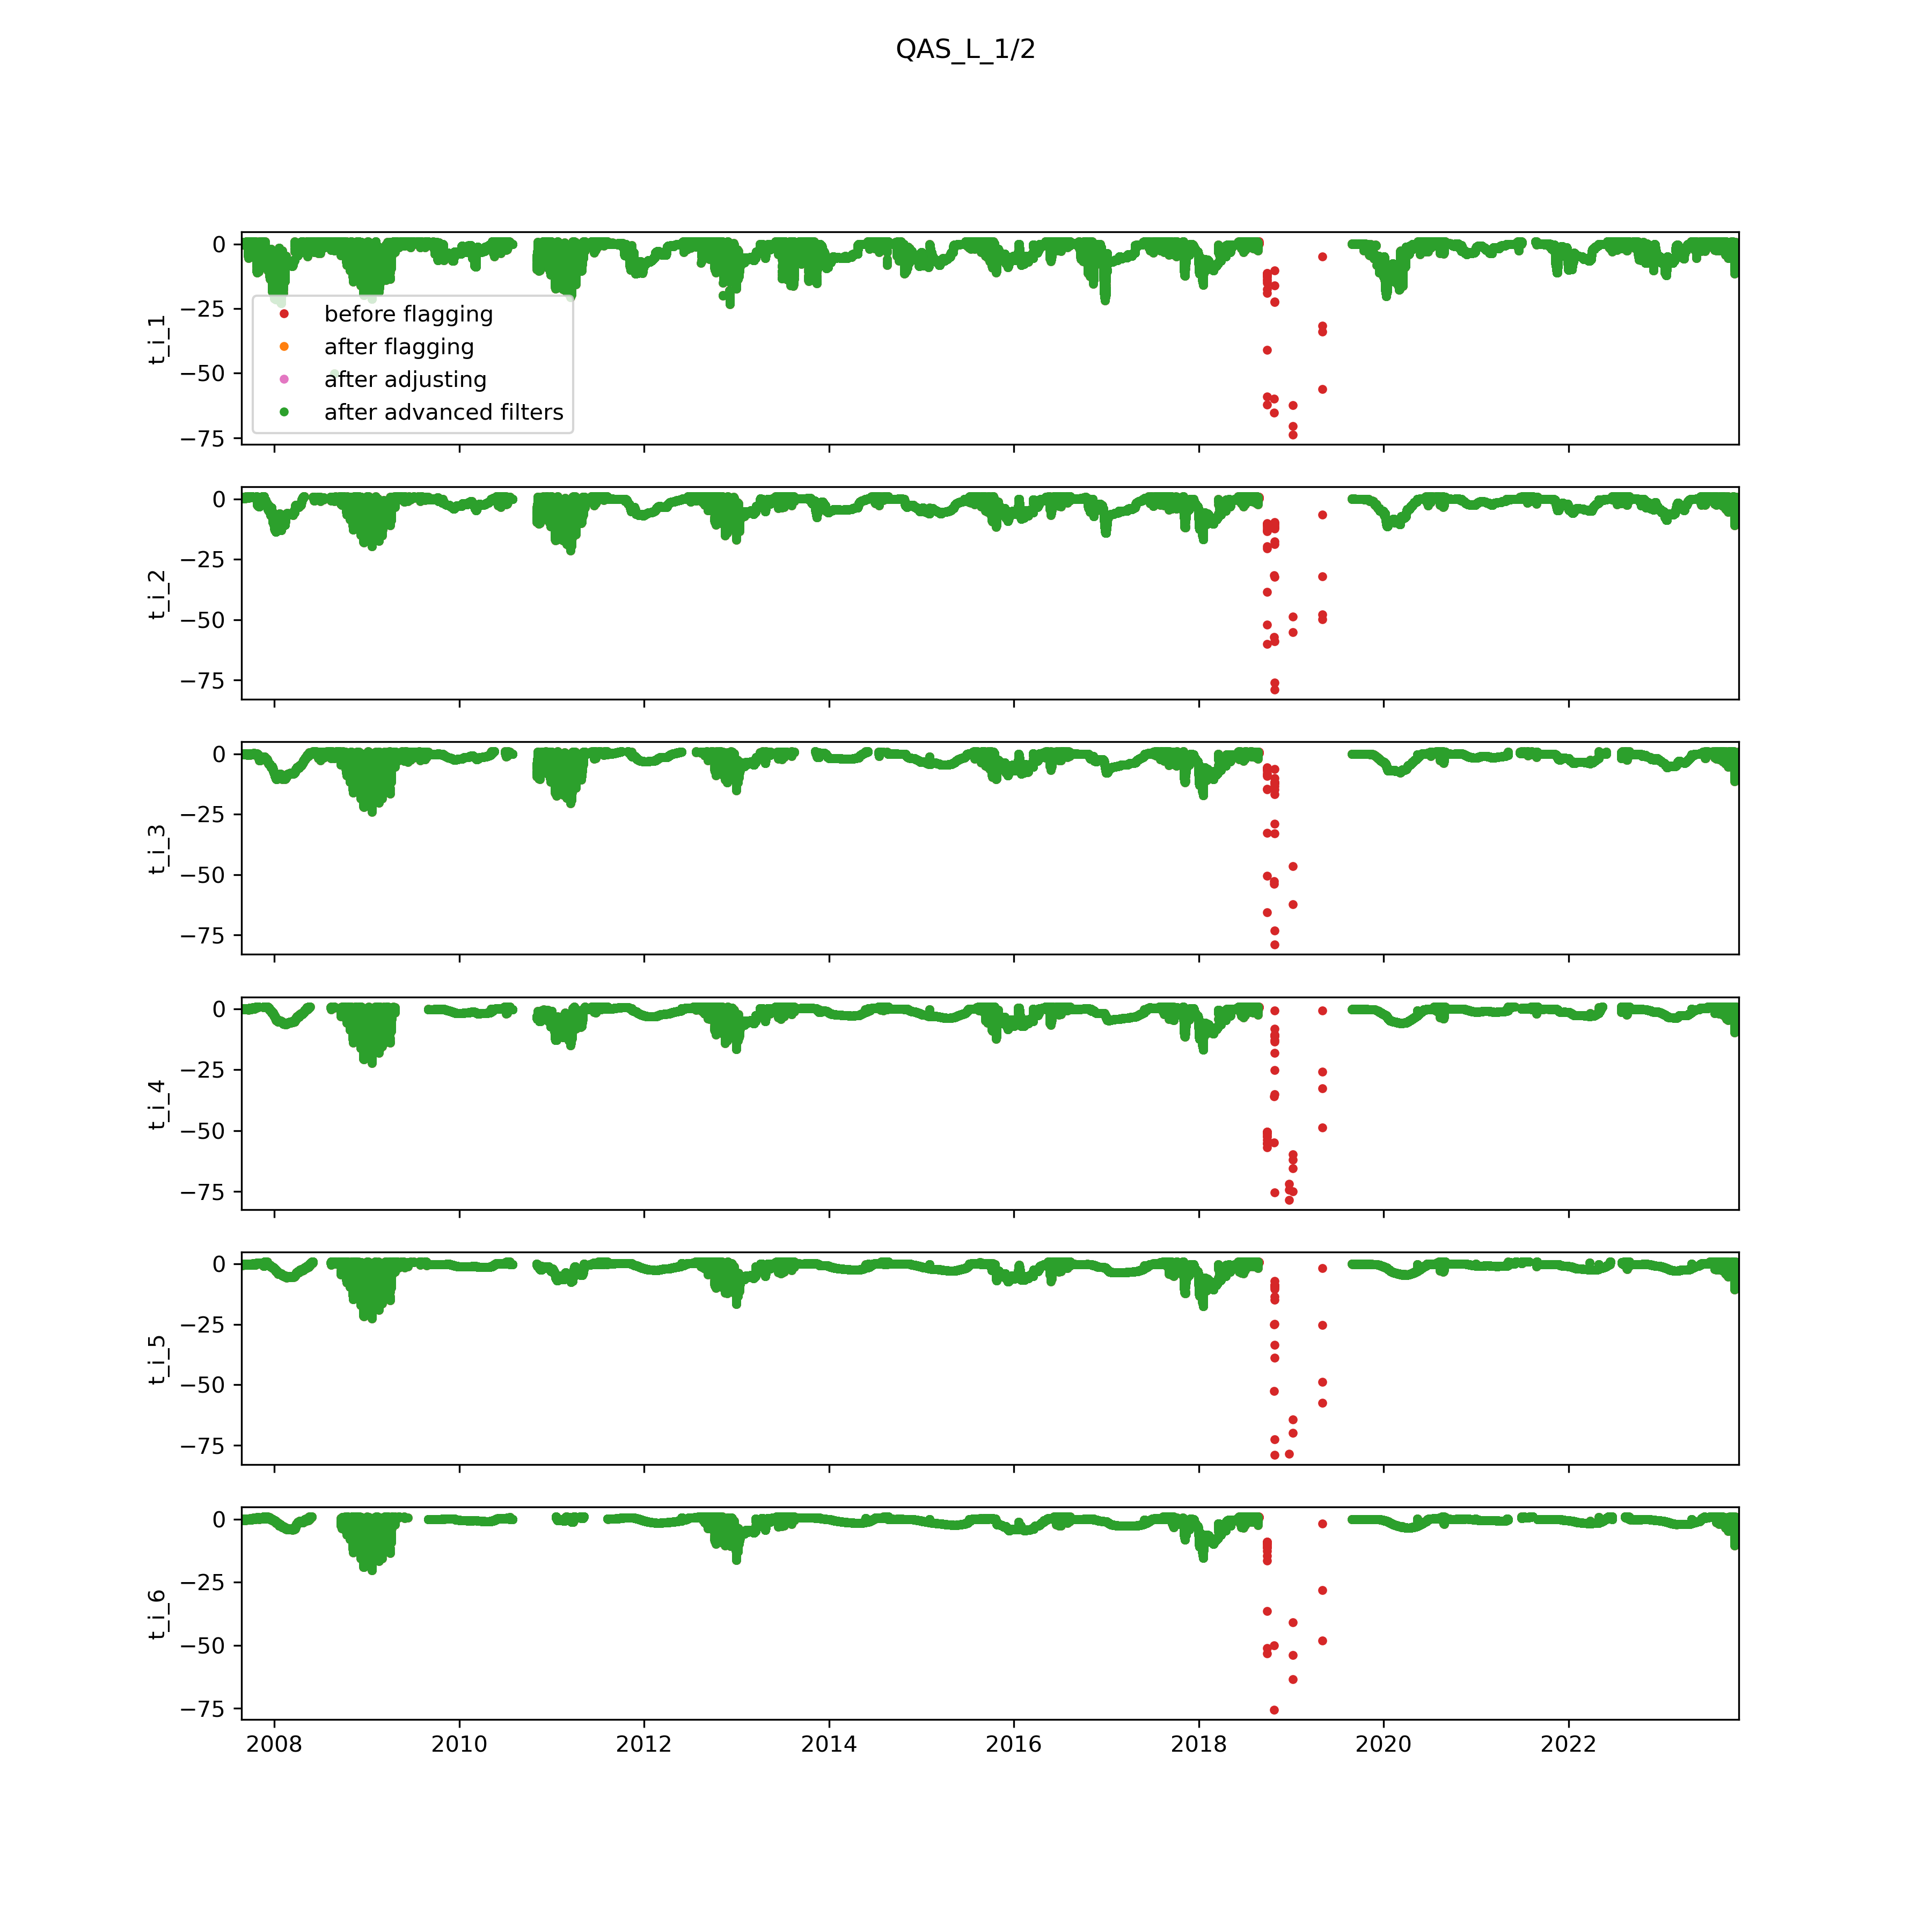 QAS_L_1/2
0
−25
−50
−75
t_i_1
before flagging
after flagging
after adjusting
after advanced filters
0
−25
−50
−75
t_i_2
0
−25
−50
−75
t_i_3
0
−25
−50
−75
t_i_4
0
−25
−50
−75
t_i_5
0
−25
−50
−75
t_i_6
2008 2010 2012 2014 2016 2018 2020 2022